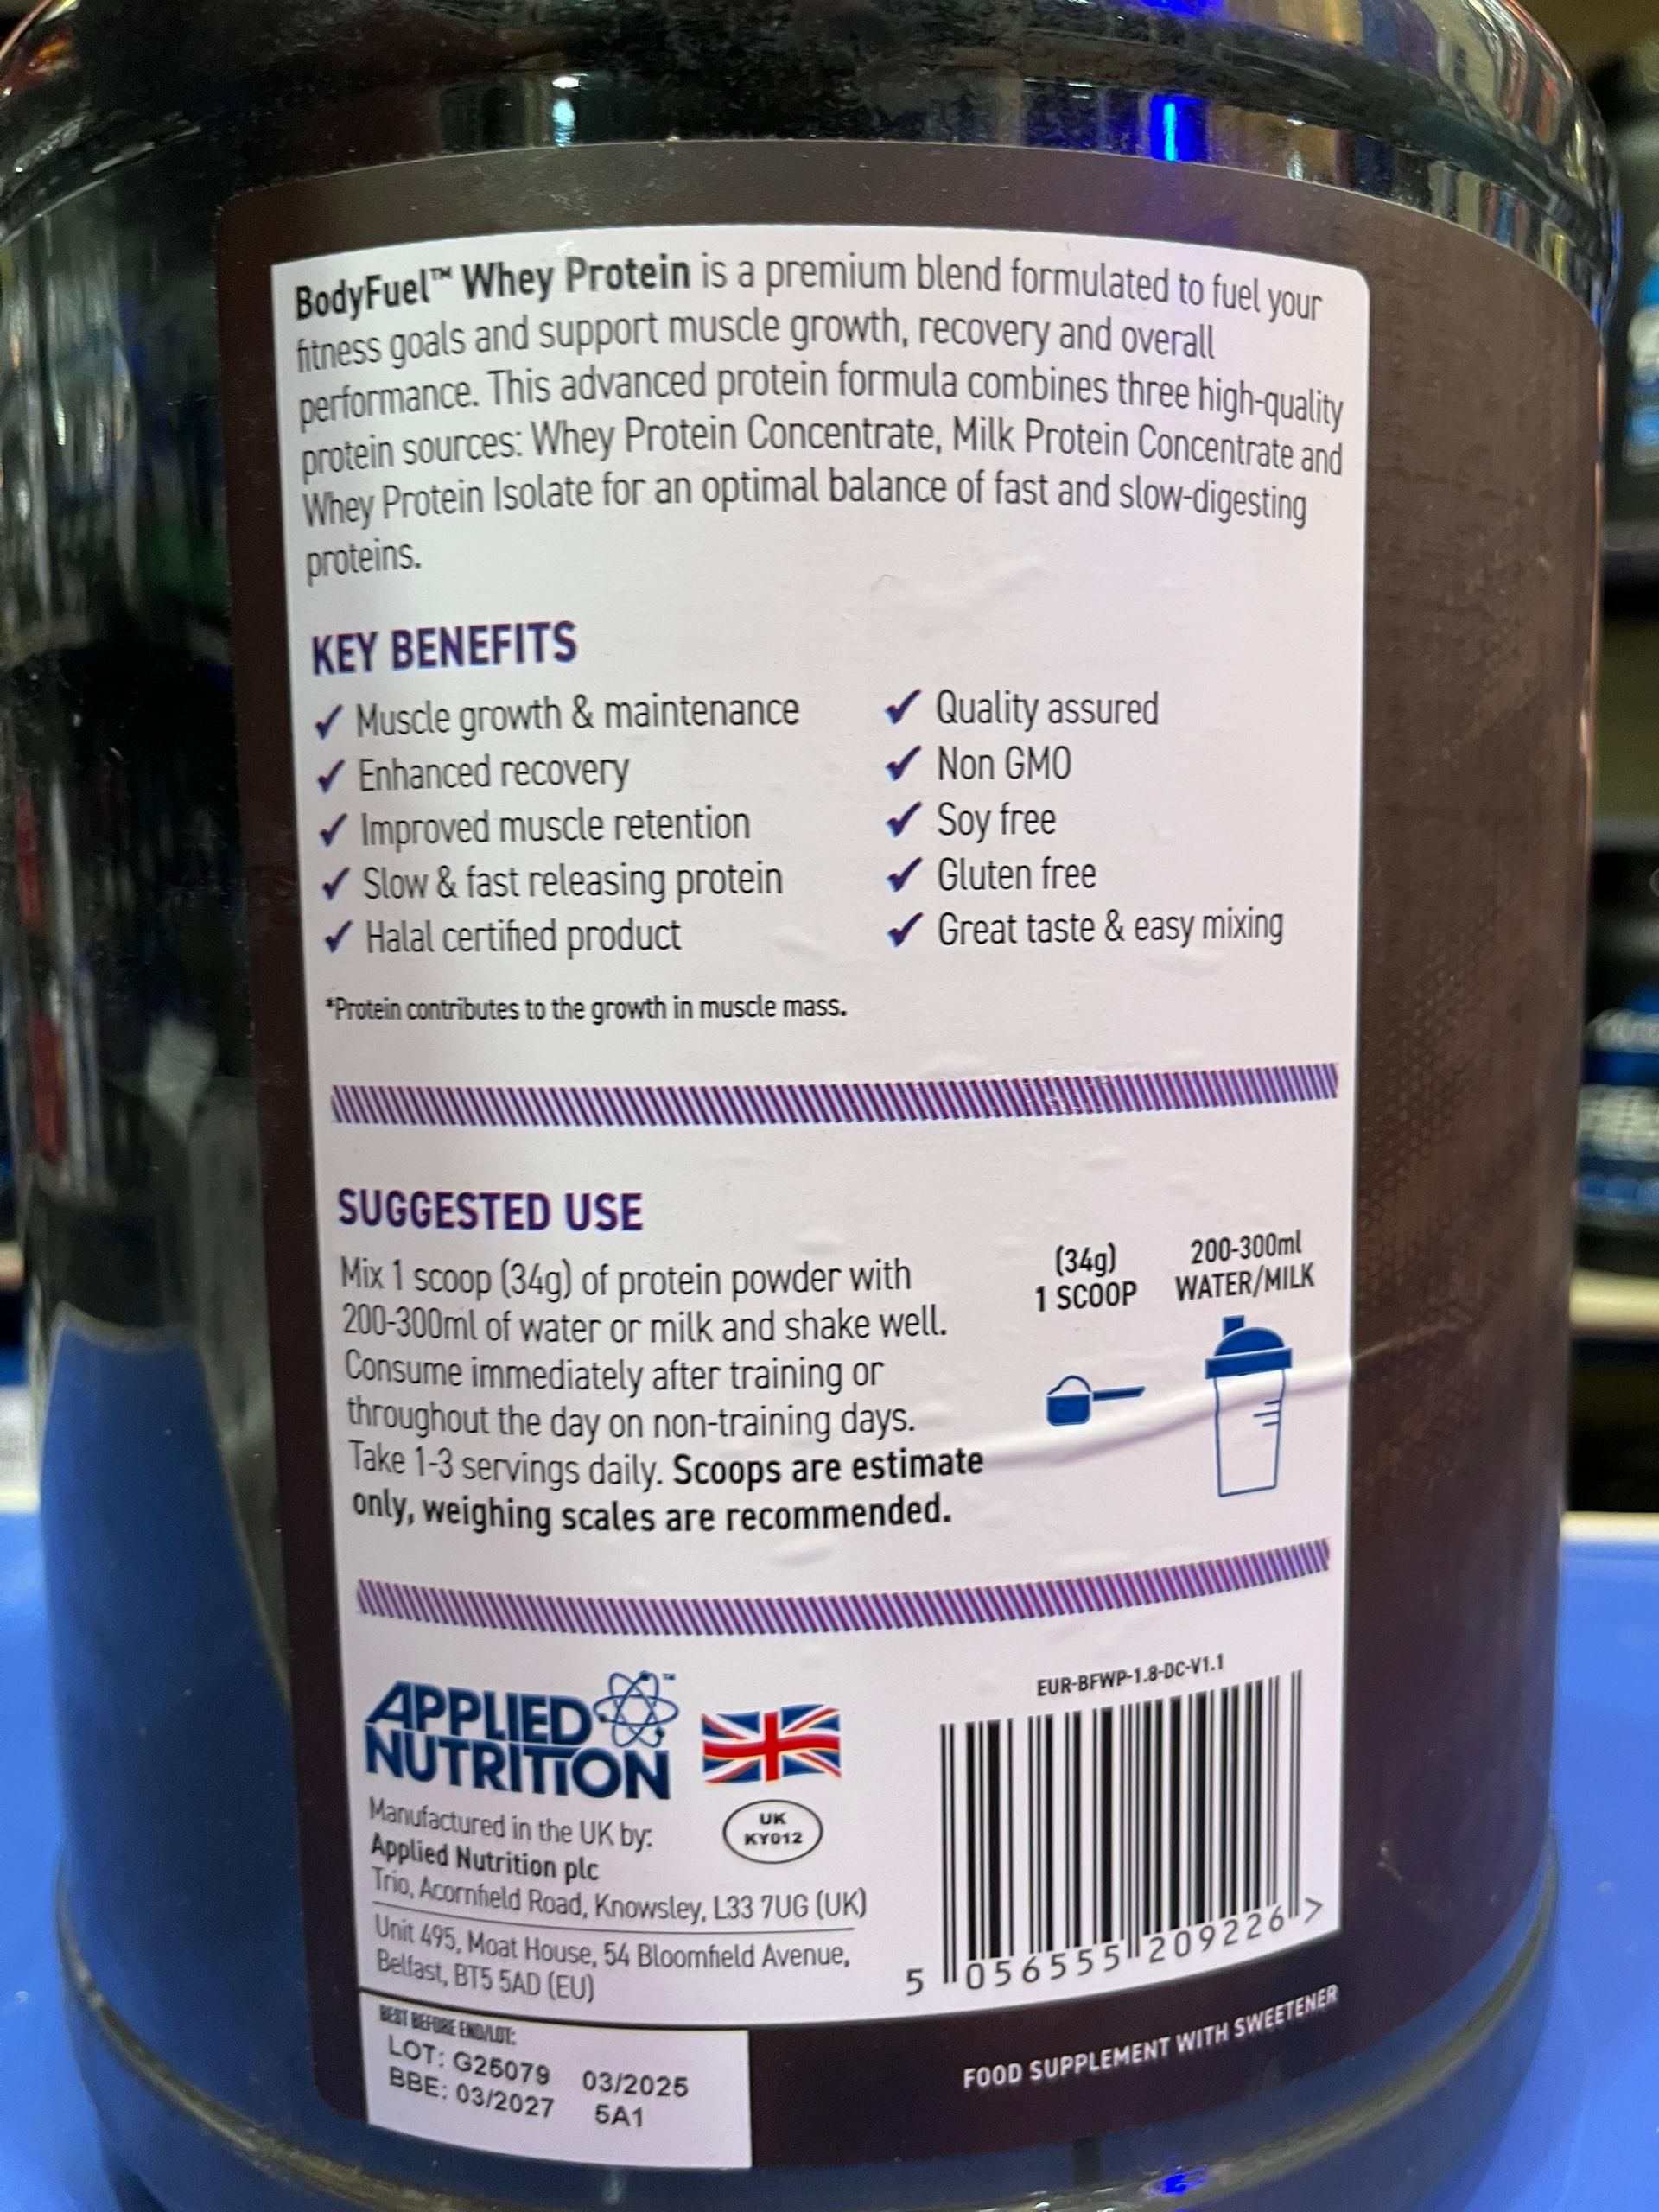 BodyFuel™ Whey Protein is a premium blend formulated to fuel your
fitness goals and support muscle growth, recovery and overall
performance. This advanced protein formula combines three high-quality
protein sources: Whey Protein Concentrate, Milk Protein Concentrate and
Whey Protein Isolate for an optimal balance of fast and slow-digesting
proteins.
KEY BENEFITS
✓ Muscle growth & maintenance
✓ Enhanced recovery
✓ Improved muscle retention
✓ Slow & fast releasing protein
✓ Halal certified product
✓ Quality assured
✓ Non GMO
✓ Soy free
✓ Gluten free
✓ Great taste & easy mixing
*Protein contributes to the growth in muscle mass.
SUGGESTED USE
Mix 1 scoop (34g) of protein powder with
200-300ml of water or milk and shake well.
Consume immediately after training or
throughout the day on non-training days.
Take 1-3 servings daily. Scoops are estimate
only, weighing scales are recommended.
(34g)
1 SCOOP
200-300ml
WATER/MILK
APPLIED
NUTRITION™
UK
KY012
Manufactured in the UK by:
Applied Nutrition plc
Trio, Acornfield Road, Knowsley, L33 7UG (UK)
Unit 495, Moat House, 54 Bloomfield Avenue,
Belfast, BT5 5AD (EU)
EUR-BFWP-1.8-DC-V1.1
5 056555 209226 >
BEST BEFORE END/LOT:
LOT: G25079 03/2025
BBE: 03/2027 5A1
FOOD SUPPLEMENT WITH SWEETENER